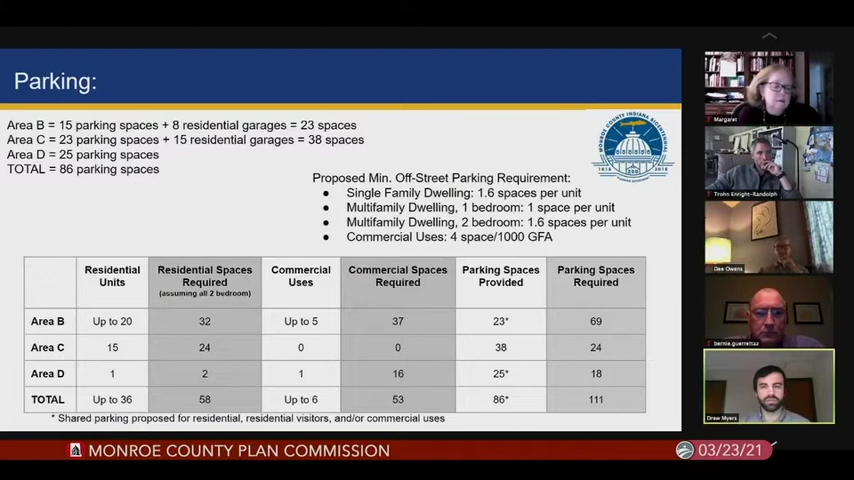 Parking:
Area B = 15 parking spaces + 8 residential garages = 23 spaces
Area C = 23 parking spaces + 15 residential garages = 38 spaces
Area D = 25 parking spaces
TOTAL = 86 parking spaces
MONROE COUNTY INDIANA BICENTENNIAL
Proposed Min. Off-Street Parking Requirement:
● Single Family Dwelling: 1.6 spaces per unit
● Multifamily Dwelling, 1 bedroom: 1 space per unit
● Multifamily Dwelling, 2 bedroom: 1.6 spaces per unit
● Commercial Uses: 4 space/1000 GFA
Residential Units | Residential Spaces Required (assuming all 2 bedroom) | Commercial Uses | Commercial Spaces Required | Parking Spaces Provided | Parking Spaces Required
Area B | Up to 20 | 32 | Up to 5 | 37 | 23* | 69
Area C | 15 | 24 | 0 | 0 | 38 | 24
Area D | 1 | 2 | 1 | 16 | 25* | 18
TOTAL | Up to 36 | 58 | Up to 6 | 53 | 86* | 111
* Shared parking proposed for residential, residential visitors, and/or commercial uses
Margaret
Trohn Enright-Randolph
Dee Owens
bernie.guerrettaz
Drew Myers
MONROE COUNTY PLAN COMMISSION
03/23/21